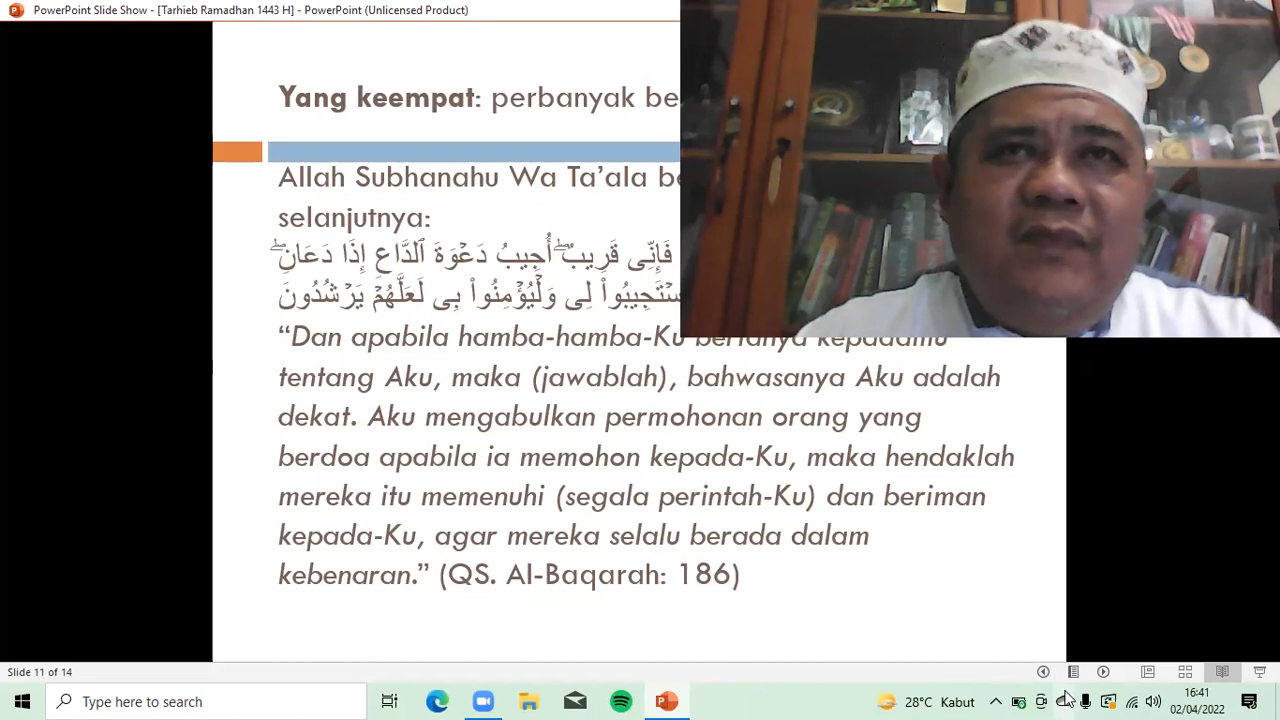 PowerPoint Slide Show - [Tarhieb Ramadhan 1443 H] - PowerPoint (Unlicensed Product)
Yang keempat: perbanyak be
Allah Subhanahu Wa Ta’ala be
selanjutnya:
فَإِنِّى قَرِيبٌ ۖ أُجِيبُ دَعْوَةَ ٱلدَّاعِ إِذَا دَعَانِ ۖ
سْتَجِيبُوا۟ لِى وَلْيُؤْمِنُوا۟ بِى لَعَلَّهُمْ يَرْشُدُونَ
“Dan apabila hamba-hamba-Ku bertanya kepadamu
tentang Aku, maka (jawablah), bahwasanya Aku adalah
dekat. Aku mengabulkan permohonan orang yang
berdoa apabila ia memohon kepada-Ku, maka hendaklah
mereka itu memenuhi (segala perintah-Ku) dan beriman
kepada-Ku, agar mereka selalu berada dalam
kebenaran.” (QS. Al-Baqarah: 186)
Slide 11 of 14
Type here to search
28°C Kabut
16:41
02/04/2022